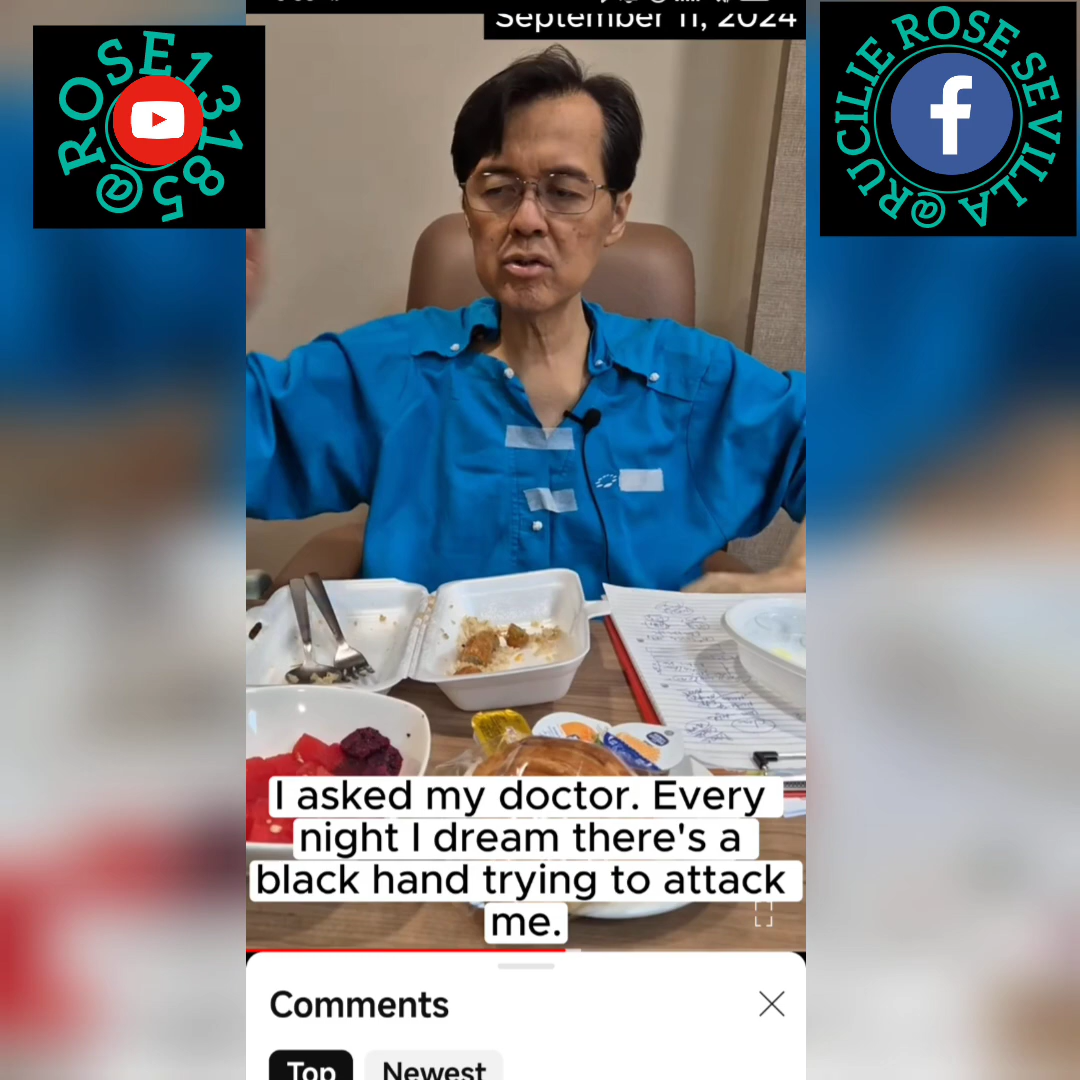 September 11, 2024
@ROSE13185
@RUCILIE ROSE SEVILLA
I asked my doctor. Every
night I dream there's a
black hand trying to attack
me.
Comments
Top
Newest